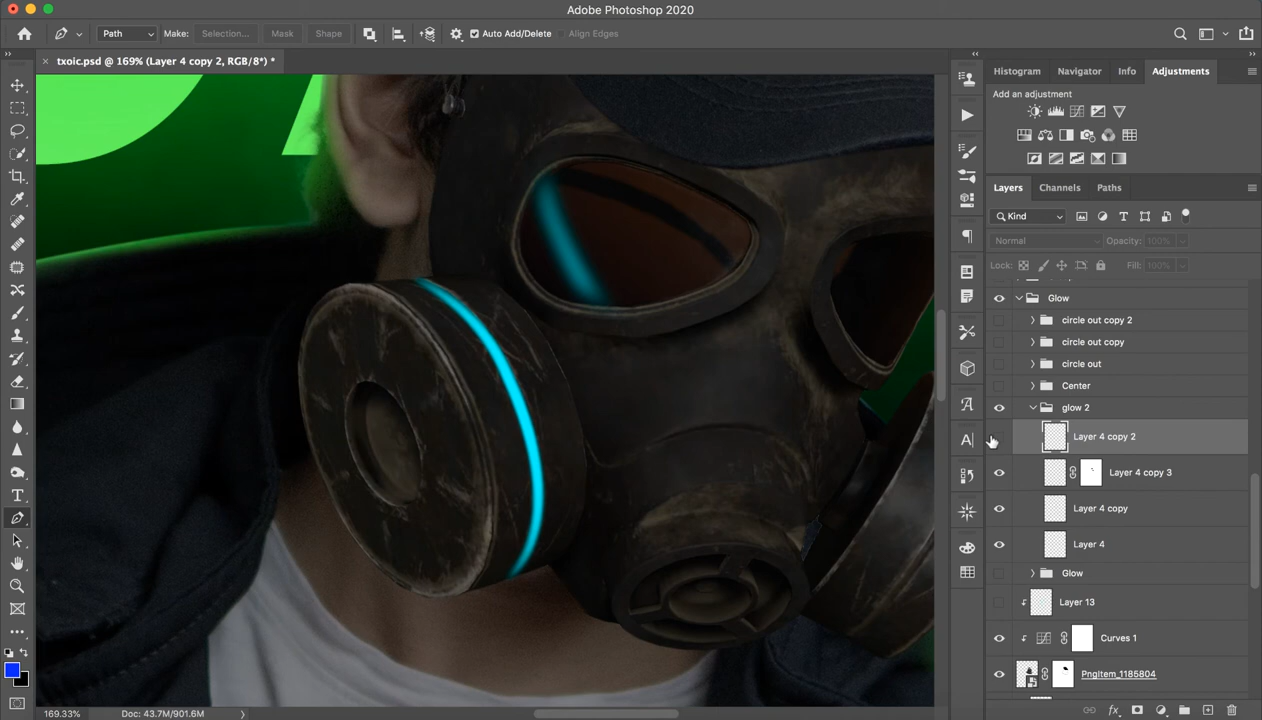 Adobe Photoshop 2020
Path Make: Selection... Mask Shape Auto Add/Delete Align Edges
txoic.psd @ 169% (Layer 4 copy 2, RGB/8*) *
Histogram Navigator Info Adjustments
Add an adjustment
Layers Channels Paths
Kind
Normal Opacity: 100%
Lock: Fill: 100%
Glow
circle out copy 2
circle out copy
circle out
Center
glow 2
Layer 4 copy 2
Layer 4 copy 3
Layer 4 copy
Layer 4
Glow
Layer 13
Curves 1
PngItem_1185804
169.33% Doc: 43.7M/901.6M